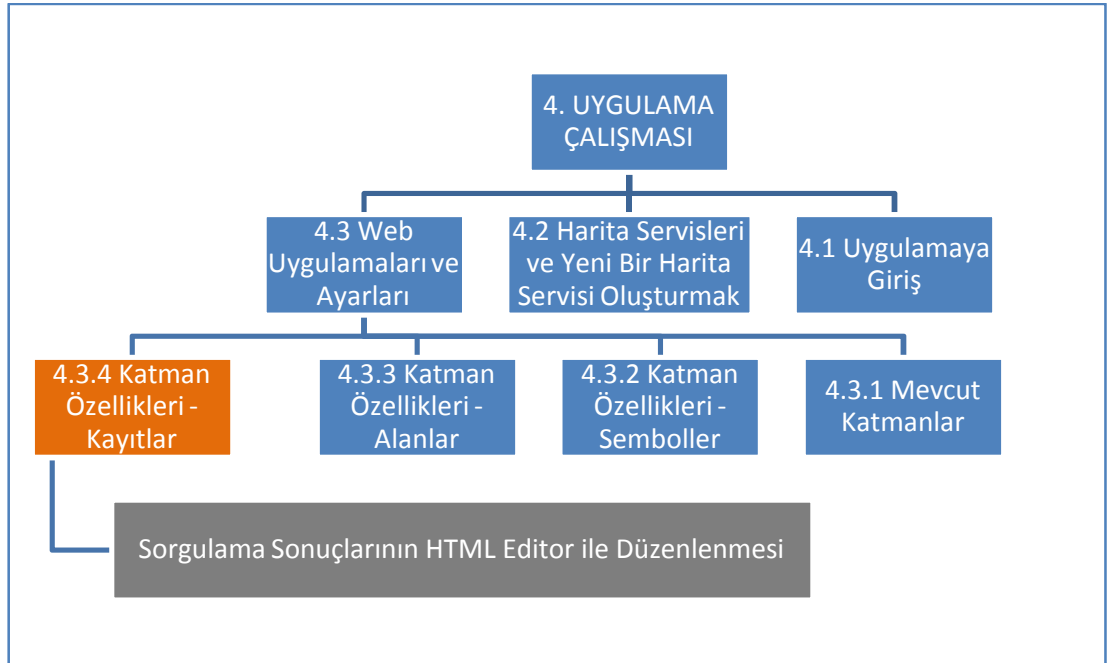 4. UYGULAMA
ÇALIŞMASI
4.3 Web
Uygulamaları ve
Ayarları
4.2 Harita Servisleri
ve Yeni Bir Harita
Servisi Oluşturmak
4.1 Uygulamaya
Giriş
4.3.4 Katman
Özellikleri -
Kayıtlar
4.3.3 Katman
Özellikleri -
Alanlar
4.3.2 Katman
Özellikleri -
Semboller
4.3.1 Mevcut
Katmanlar
Sorgulama Sonuçlarının HTML Editor ile Düzenlenmesi